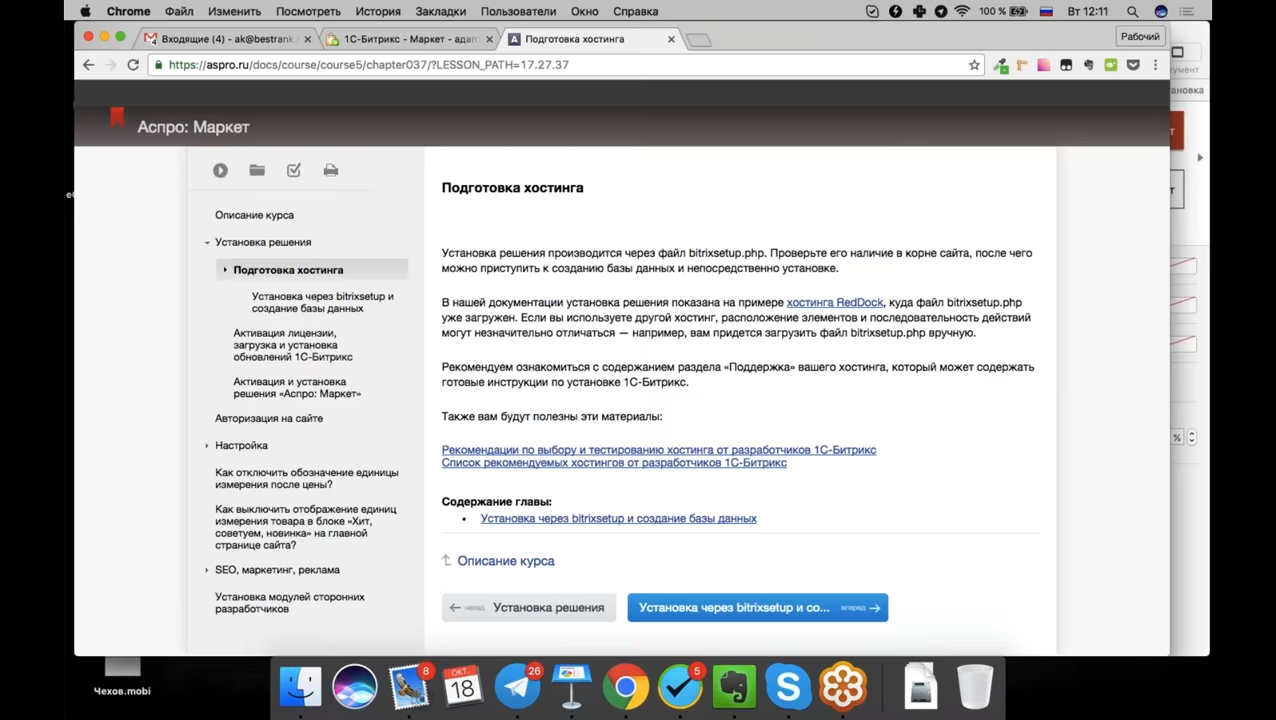 Chrome Файл Изменить Посмотреть История Закладки Пользователи Окно Справка 100 % Вт 12:11
Входящие (4) - ak@bestrank. 1С-Битрикс - Маркет - адап Подготовка хостинга Рабочий
https://aspro.ru/docs/course/course5/chapter037/?LESSON_PATH=17.27.37
Аспро: Маркет
Описание курса
Установка решения
Подготовка хостинга
Установка через bitrixsetup и
создание базы данных
Активация лицензии,
загрузка и установка
обновлений 1С-Битрикс
Активация и установка
решения «Аспро: Маркет»
Авторизация на сайте
Настройка
Как отключить обозначение единицы
измерения после цены?
Как выключить отображение единиц
измерения товара в блоке «Хит,
советуем, новинка» на главной
странице сайта?
SEO, маркетинг, реклама
Установка модулей сторонних
разработчиков
Подготовка хостинга
Установка решения производится через файл bitrixsetup.php. Проверьте его наличие в корне сайта, после чего
можно приступить к созданию базы данных и непосредственно установке.
В нашей документации установка решения показана на примере хостинга RedDock, куда файл bitrixsetup.php
уже загружен. Если вы используете другой хостинг, расположение элементов и последовательность действий
могут незначительно отличаться — например, вам придется загрузить файл bitrixsetup.php вручную.
Рекомендуем ознакомиться с содержанием раздела «Поддержка» вашего хостинга, который может содержать
готовые инструкции по установке 1С-Битрикс.
Также вам будут полезны эти материалы:
Рекомендации по выбору и тестированию хостинга от разработчиков 1С-Битрикс
Список рекомендуемых хостингов от разработчиков 1С-Битрикс
Содержание главы:
• Установка через bitrixsetup и создание базы данных
Описание курса
назад Установка решения
Установка через bitrixsetup и со... вперед
умент
ановка
%
8 ОКТ 18 26 5
Чехов.mobi